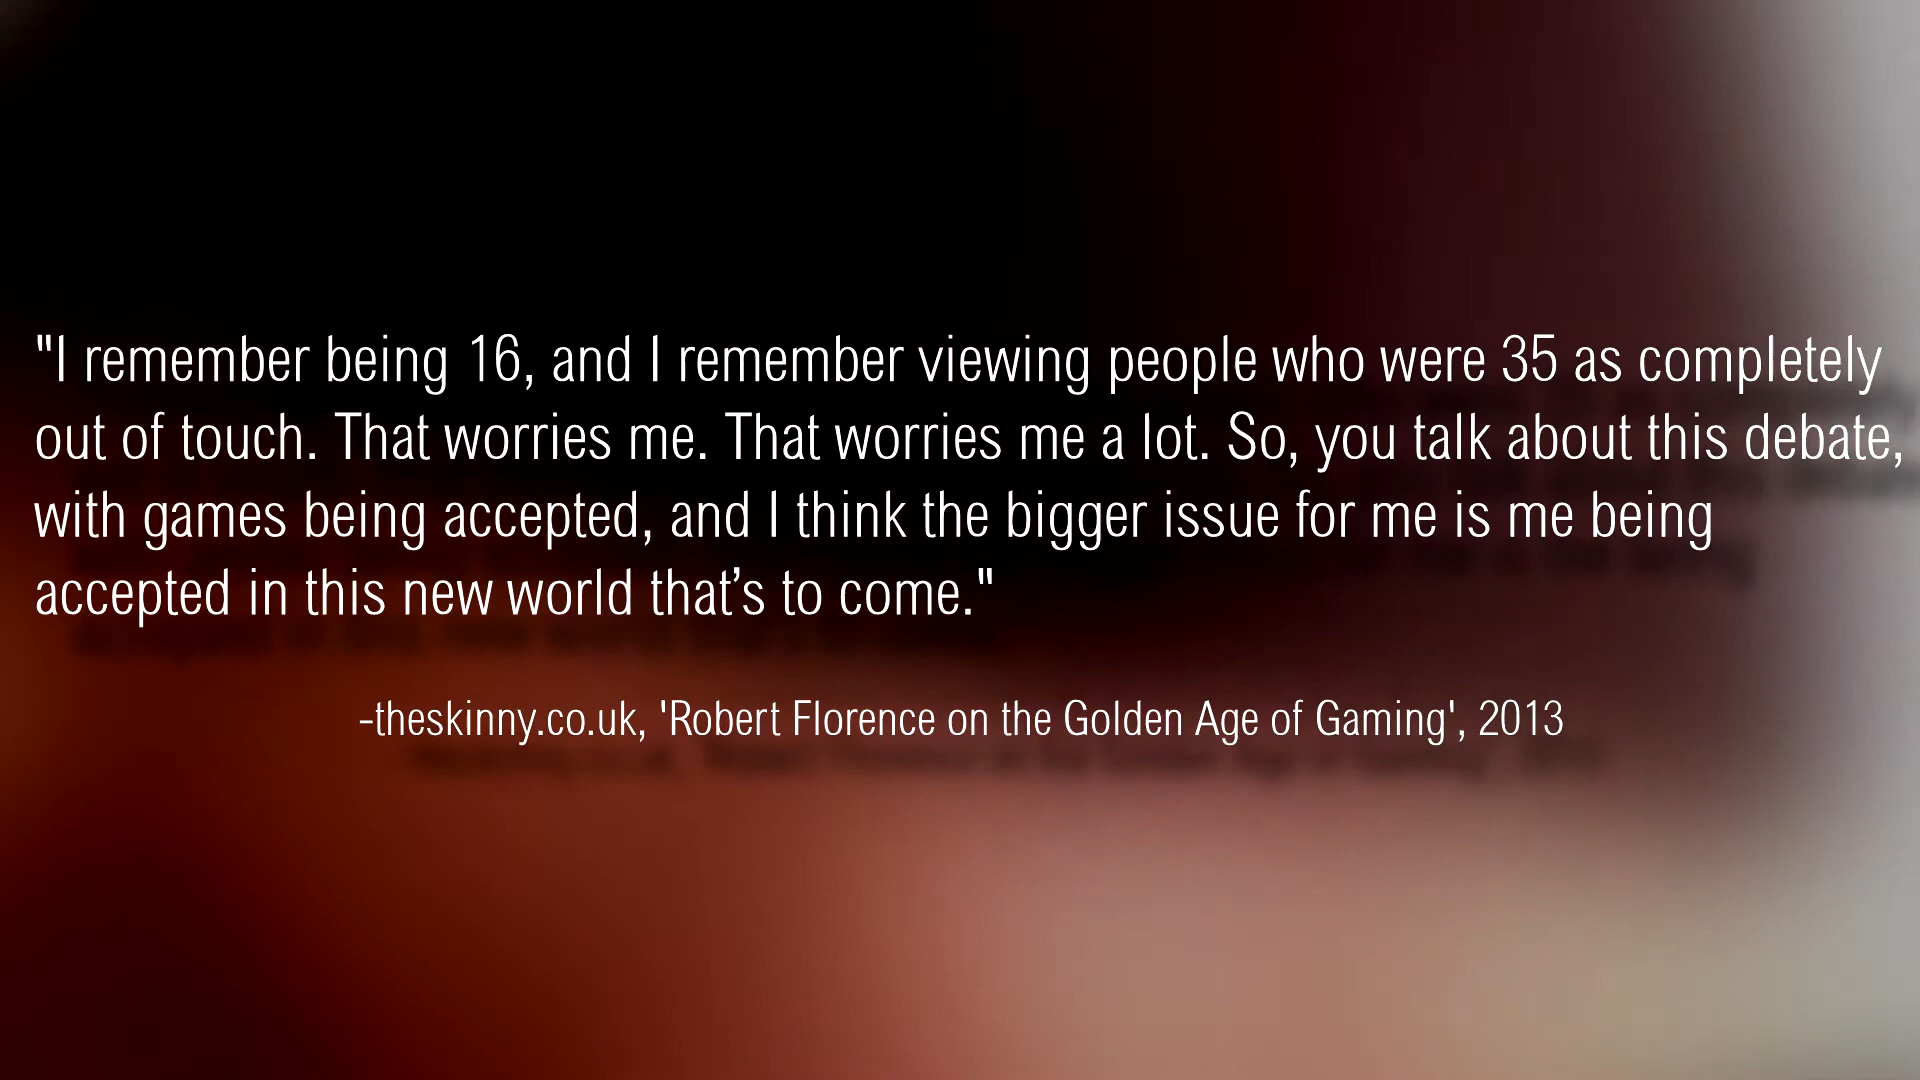 "I remember being 16, and I remember viewing people who were 35 as completely
out of touch. That worries me. That worries me a lot. So, you talk about this debate,
with games being accepted, and I think the bigger issue for me is me being
accepted in this new world that’s to come."
-theskinny.co.uk, 'Robert Florence on the Golden Age of Gaming', 2013